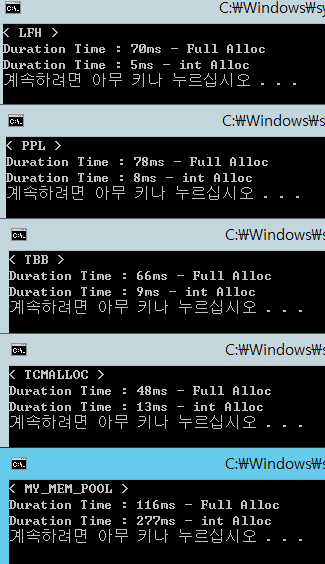 C:₩Windows₩sy
< LFH >
Duration Time : 70ms - Full Alloc
Duration Time : 5ms - int Alloc
계속하려면 아무 키나 누르십시오 . . .
C:₩Windows₩s
< PPL >
Duration Time : 78ms - Full Alloc
Duration Time : 8ms - int Alloc
계속하려면 아무 키나 누르십시오 . . .
C:₩Windows₩s
< TBB >
Duration Time : 66ms - Full Alloc
Duration Time : 9ms - int Alloc
계속하려면 아무 키나 누르십시오 . . .
C:₩Windows₩s
< TCMALLOC >
Duration Time : 48ms - Full Alloc
Duration Time : 13ms - int Alloc
계속하려면 아무 키나 누르십시오 . . .
C:₩Windows₩s
< MY_MEM_POOL >
Duration Time : 116ms - Full Alloc
Duration Time : 277ms - int Alloc
계속하려면 아무 키나 누르십시오 . . .